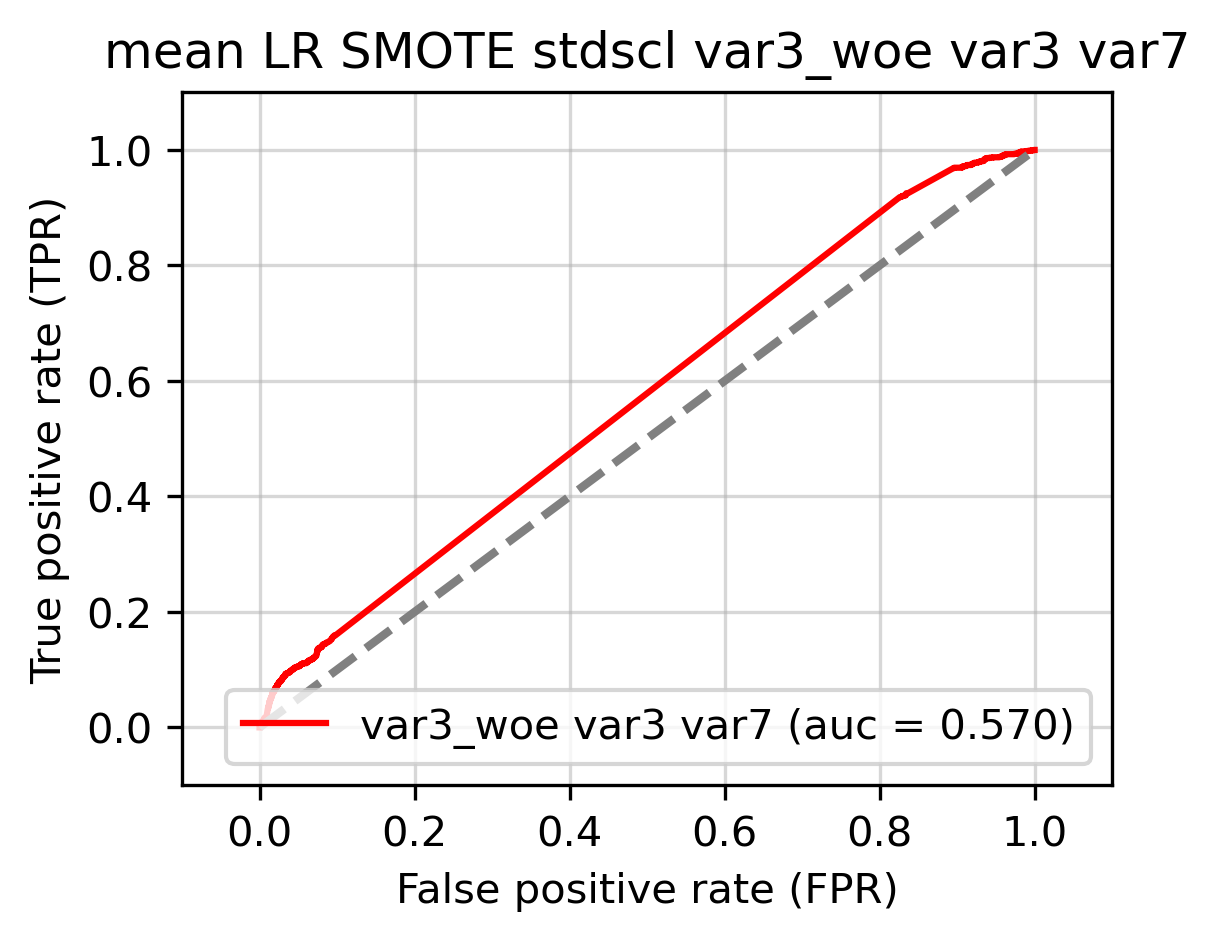 mean LR SMOTE stdscl var3_woe var3 var7
True positive rate (TPR)
1.0
0.8
0.6
0.4
0.2
0.0
var3_woe var3 var7 (auc = 0.570)
0.0 0.2 0.4 0.6 0.8 1.0
False positive rate (FPR)